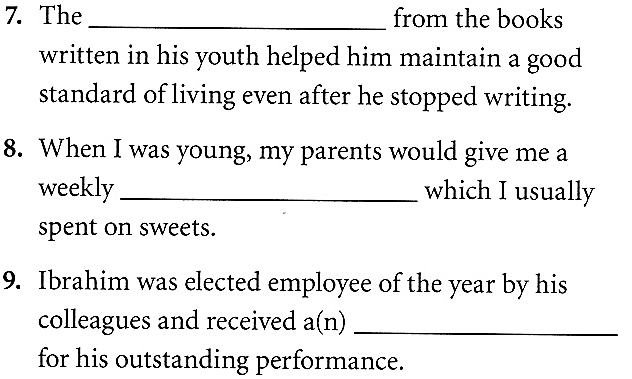 7. The ______________________ from the books
written in his youth helped him maintain a good
standard of living even after he stopped writing.
8. When I was young, my parents would give me a
weekly ______________________ which I usually
spent on sweets.
9. Ibrahim was elected employee of the year by his
colleagues and received a(n) ____________________
for his outstanding performance.